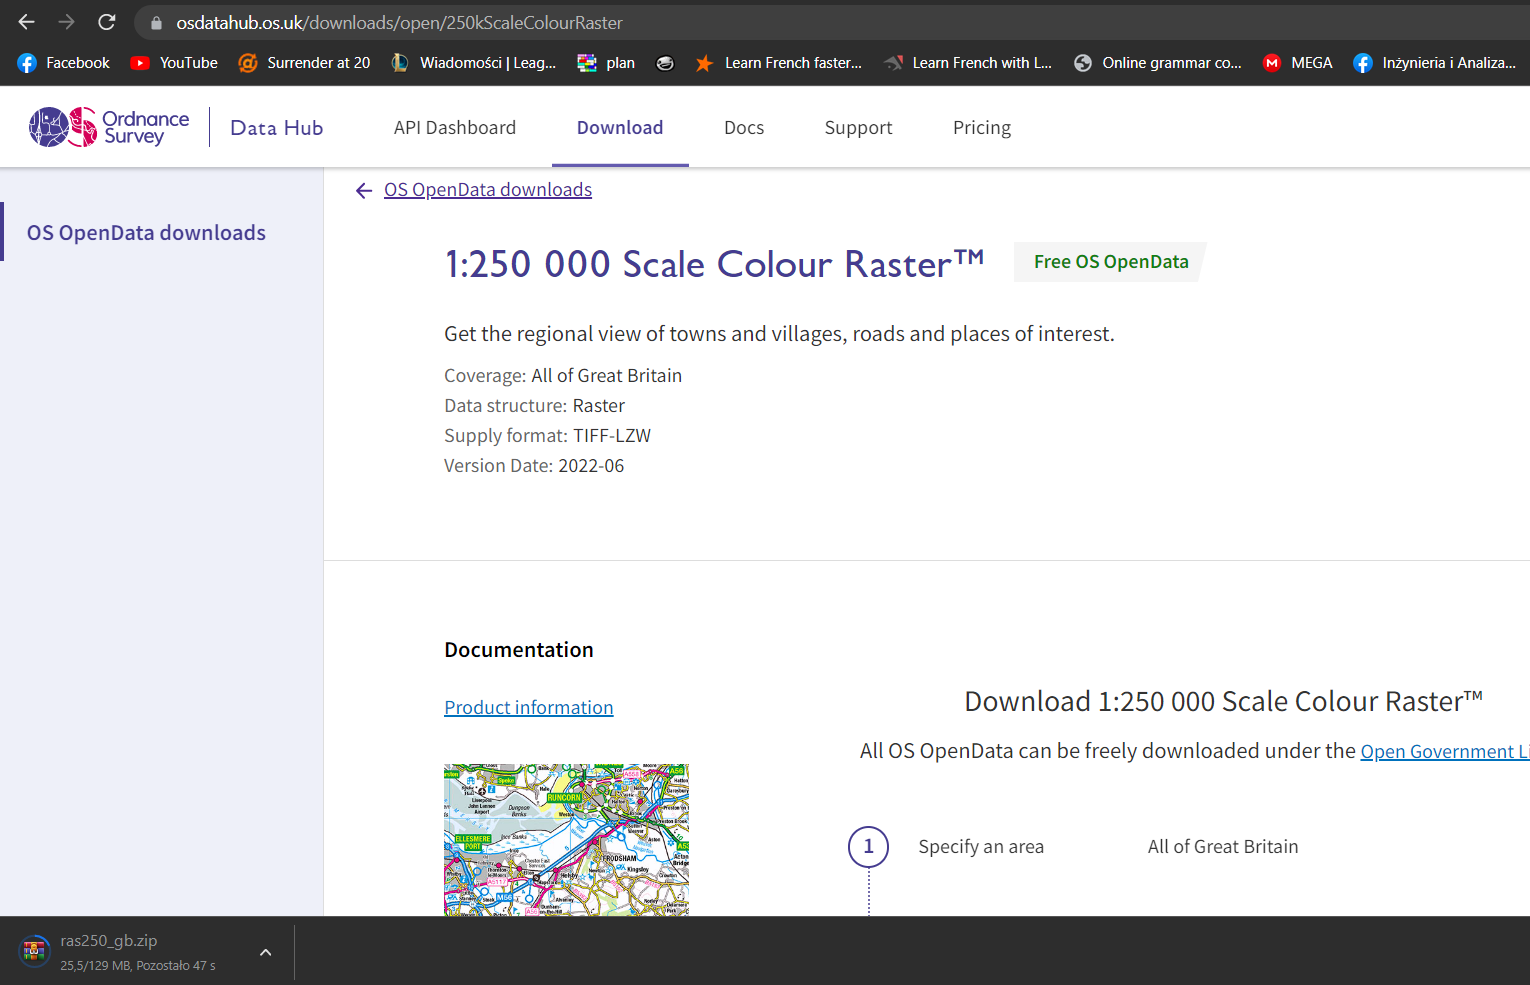 osdatahub.os.uk/downloads/open/250kScaleColourRaster
Facebook YouTube Surrender at 20 Wiadomości | Leag... plan Learn French faster... Learn French with L... Online grammar co... MEGA Inżynieria i Analiza...
Ordnance Survey Data Hub API Dashboard Download Docs Support Pricing
OS OpenData downloads
OS OpenData downloads
1:250 000 Scale Colour Raster™ Free OS OpenData
Get the regional view of towns and villages, roads and places of interest.
Coverage: All of Great Britain
Data structure: Raster
Supply format: TIFF-LZW
Version Date: 2022-06
Documentation
Product information
Download 1:250 000 Scale Colour Raster™
All OS OpenData can be freely downloaded under the Open Government Li
RUNCORN
ELLESMERE
PORT
FRODSHAM
1 Specify an area All of Great Britain
ras250_gb.zip
25,5/129 MB, Pozostało 47 s